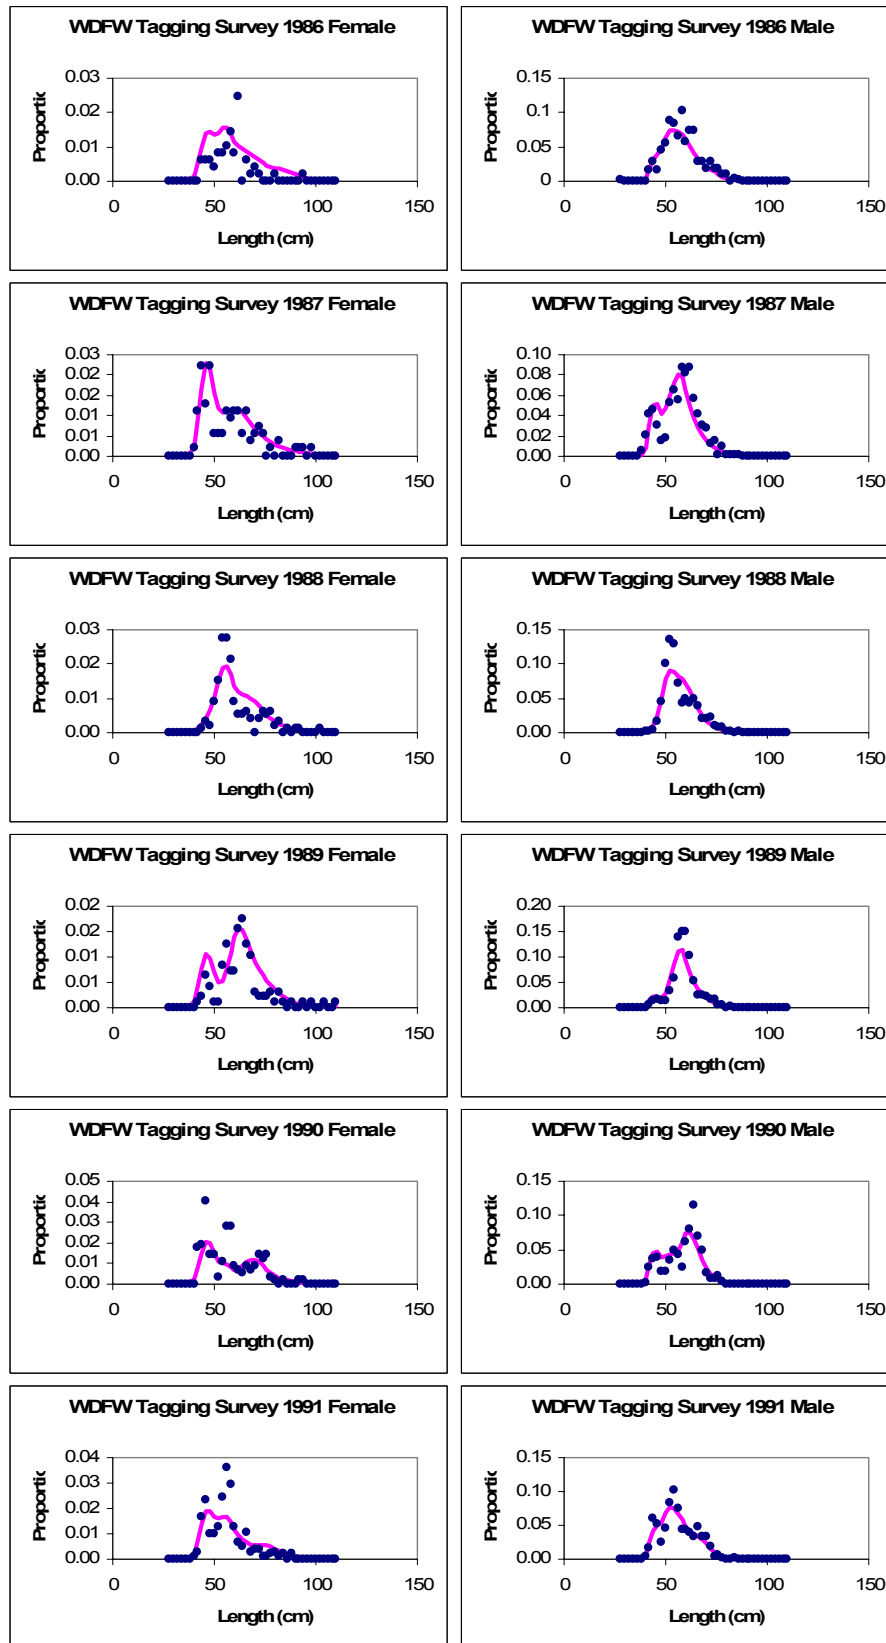 WDFW Tagging Survey 1986 Female
0.03
0.02
0.01
0.00
0 50 100 150
Length (cm)
Proportic
WDFW Tagging Survey 1986 Male
0.15
0.1
0.05
0
0 50 100 150
Length (cm)
Proportic
WDFW Tagging Survey 1987 Female
0.03
0.02
0.02
0.01
0.01
0.00
0 50 100 150
Length (cm)
Proportic
WDFW Tagging Survey 1987 Male
0.10
0.08
0.06
0.04
0.02
0.00
0 50 100 150
Length (cm)
Proportic
WDFW Tagging Survey 1988 Female
0.03
0.02
0.01
0.00
0 50 100 150
Length (cm)
Proportic
WDFW Tagging Survey 1988 Male
0.15
0.10
0.05
0.00
0 50 100 150
Length (cm)
Proportic
WDFW Tagging Survey 1989 Female
0.02
0.02
0.01
0.01
0.00
0 50 100 150
Length (cm)
Proportic
WDFW Tagging Survey 1989 Male
0.20
0.15
0.10
0.05
0.00
0 50 100 150
Length (cm)
Proportic
WDFW Tagging Survey 1990 Female
0.05
0.04
0.03
0.02
0.01
0.00
0 50 100 150
Length (cm)
Proportic
WDFW Tagging Survey 1990 Male
0.15
0.10
0.05
0.00
0 50 100 150
Length (cm)
Proportic
WDFW Tagging Survey 1991 Female
0.04
0.03
0.02
0.01
0.00
0 50 100 150
Length (cm)
Proportic
WDFW Tagging Survey 1991 Male
0.15
0.10
0.05
0.00
0 50 100 150
Length (cm)
Proportic